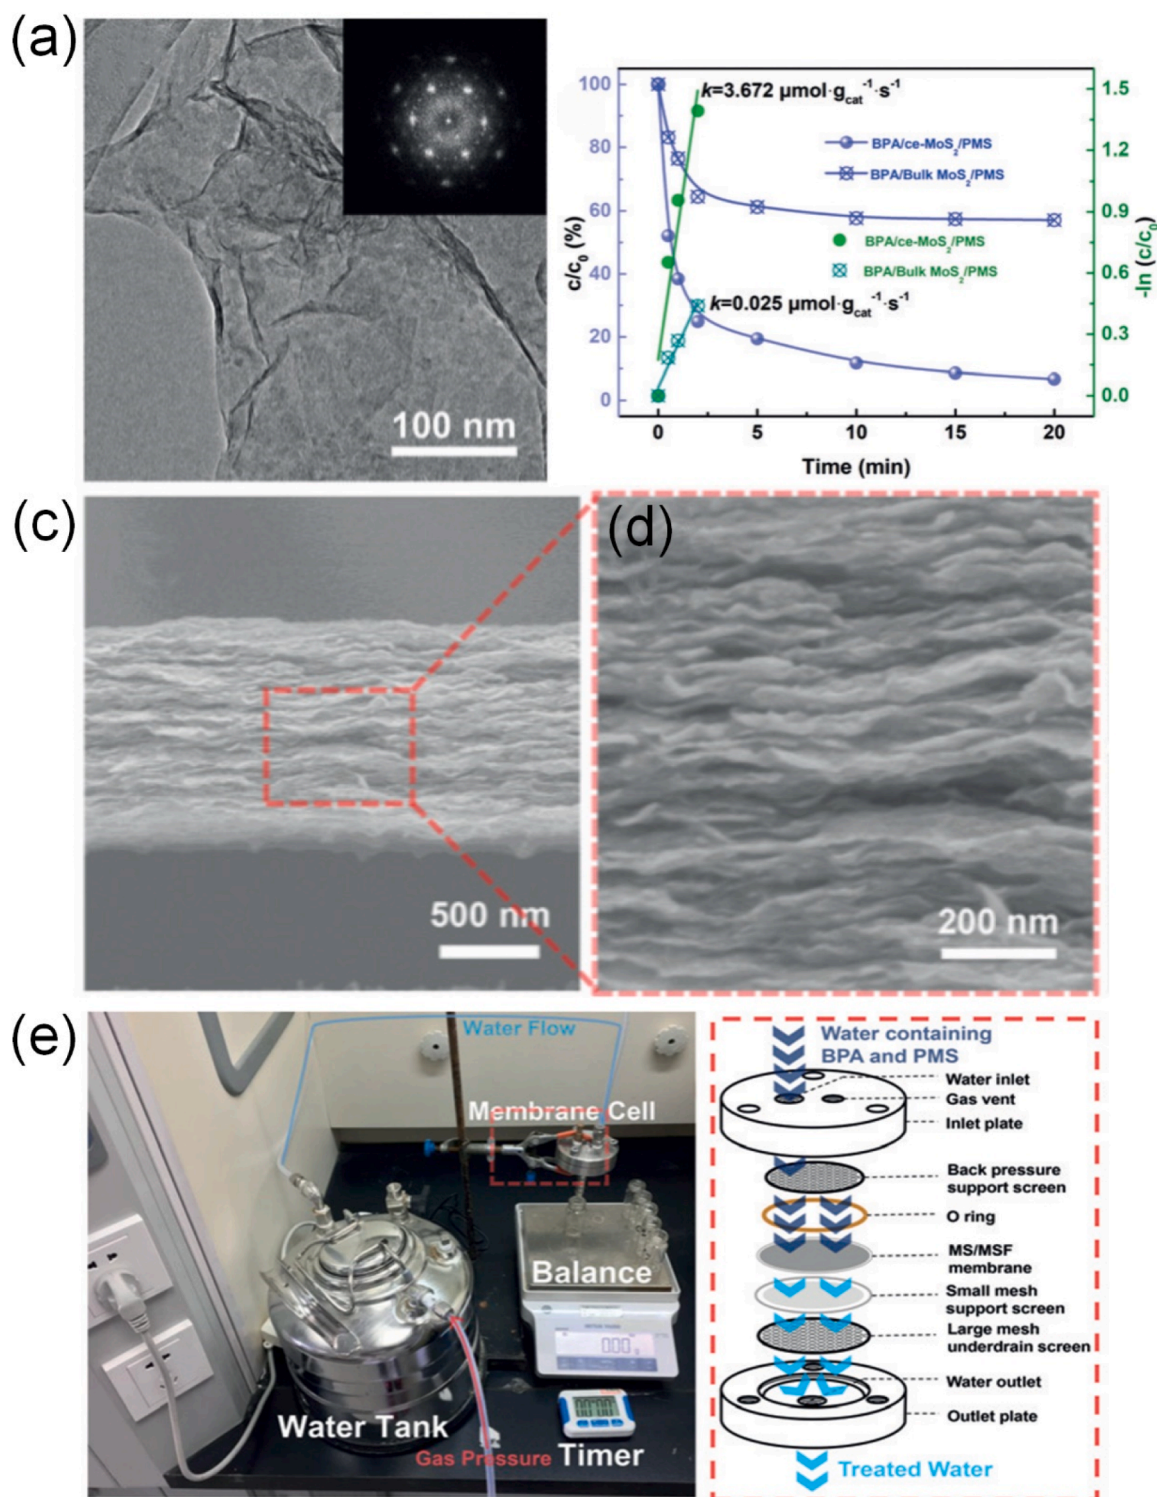 (a)
100 nm
c/c0 (%)
100
80
60
40
20
0
k=3.672 μmol·gcat⁻¹·s⁻¹
BPA/ce-MoS2/PMS
BPA/Bulk MoS2/PMS
BPA/ce-MoS2/PMS
BPA/Bulk MoS2/PMS
k=0.025 μmol·gcat⁻¹·s⁻¹
1.5
1.2
0.9
0.6
0.3
0.0
-ln (c/c0)
0 5 10 15 20
Time (min)
(c)
500 nm
(d)
200 nm
(e)
Water Flow
Membrane Cell
Balance
0.00
Water Tank
Gas Pressure
Timer
Water containing
BPA and PMS
Water inlet
Gas vent
Inlet plate
Back pressure
support screen
O ring
MS/MSF
membrane
Small mesh
support screen
Large mesh
underdrain screen
Water outlet
Outlet plate
Treated Water